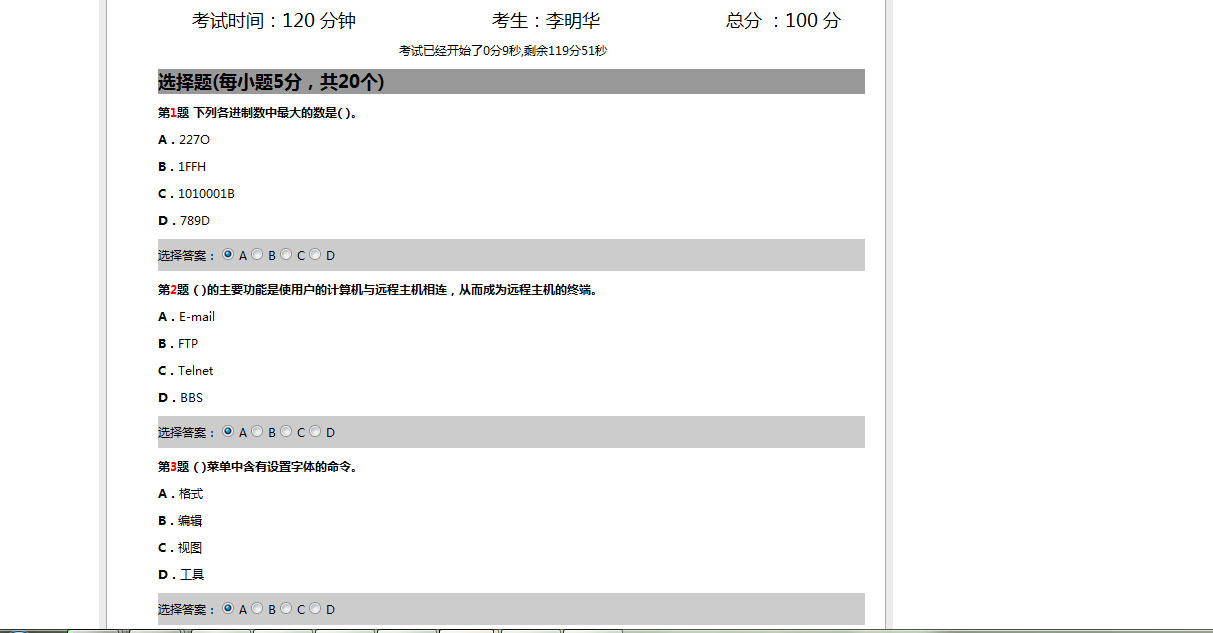 考试时间：120 分钟 考生：李明华 总分 ：100 分
考试已经开始了0分9秒,剩余119分51秒
选择题(每小题5分，共20个)
第1题 下列各进制数中最大的数是( )。
A．227O
B．1FFH
C．1010001B
D．789D
选择答案： A B C D
第2题 ( )的主要功能是使用户的计算机与远程主机相连，从而成为远程主机的终端。
A．E-mail
B．FTP
C．Telnet
D．BBS
选择答案： A B C D
第3题 ( )菜单中含有设置字体的命令。
A．格式
B．编辑
C．视图
D．工具
选择答案： A B C D